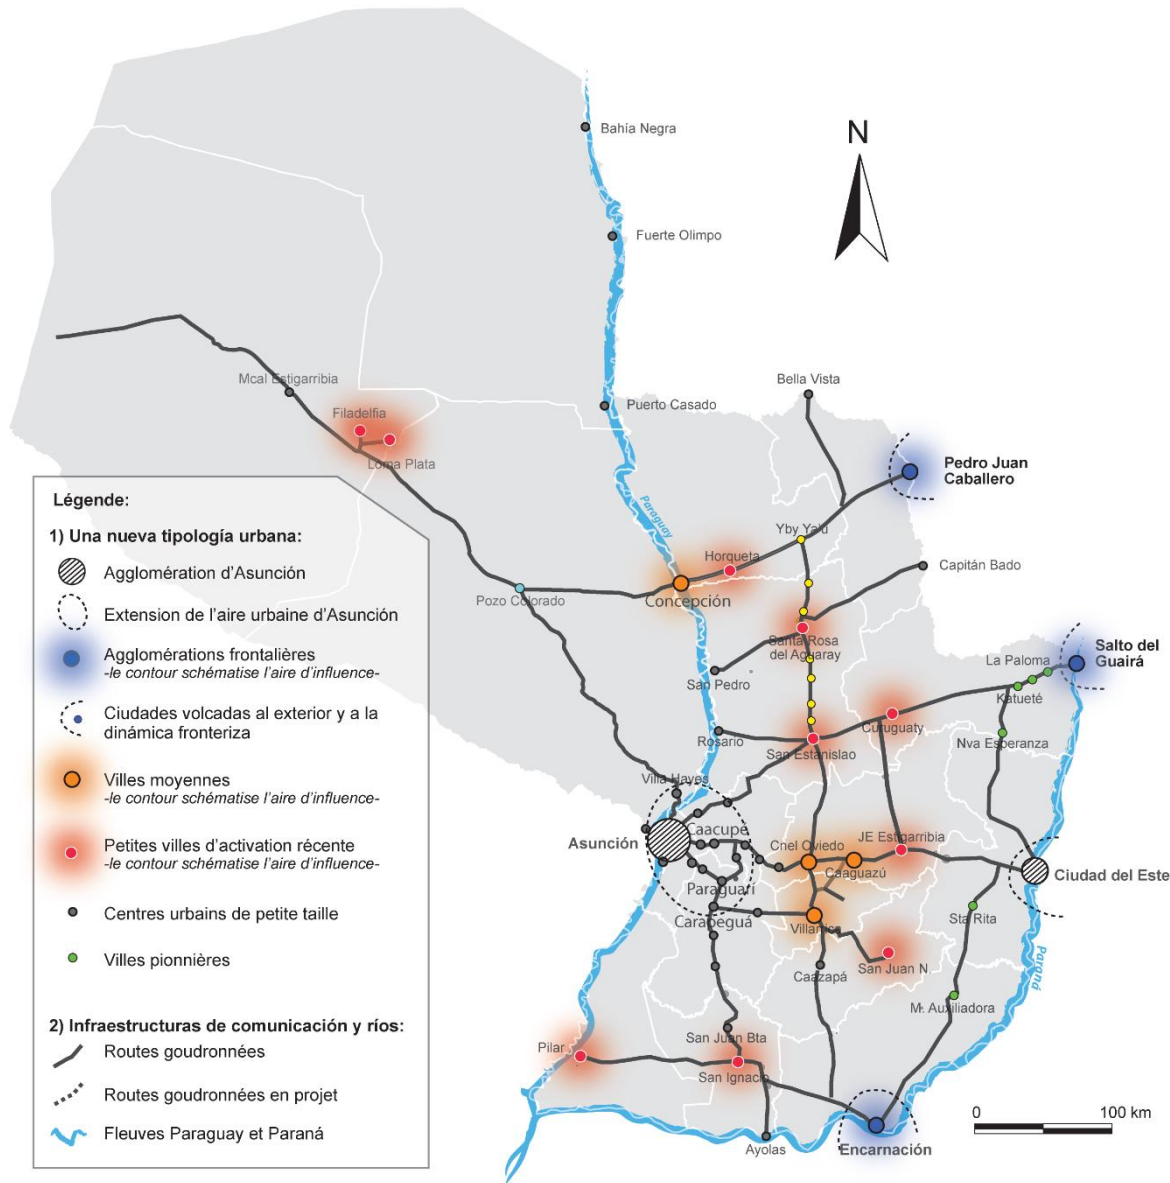 Bahía Negra
N
Fuerte Olimpo
Mcal Estigarribia
Bella Vista
Puerto Casado
Filadelfia
Loma Plata
Pedro Juan
Caballero
Paraguay
Yby Yaú
Horqueta
Capitán Bado
Pozo Colorado
Concepción
Santa Rosa
del Aguaray
Salto del
Guairá
La Paloma
San Pedro
Katueté
Curuguaty
Rosario
San Estanislao
Nva Esperanza
Villa Hayes
Caacupé
JE Estigarribia
Asunción
Cnel Oviedo
Caaguazú
Ciudad del Este
Paraguarí
Carapeguá
Villarrica
Sta Rita
San Juan N
Caazapá
Paraná
Mª Auxiliadora
San Juan Bta
Pilar
San Ignacio
0 100 km
Ayolas
Encarnación
Légende:
1) Una nueva tipología urbana:
Agglomération d'Asunción
Extension de l'aire urbaine d'Asunción
Agglomérations frontalières
-le contour schématise l'aire d'influence-
Ciudades volcadas al exterior y a la
dinámica fronteriza
Villes moyennes
-le contour schématise l'aire d'influence-
Petites villes d'activation récente
-le contour schématise l'aire d'influence-
Centres urbains de petite taille
Villes pionnières
2) Infraestructuras de comunicación y ríos:
Routes goudronnées
Routes goudronnées en projet
Fleuves Paraguay et Paraná